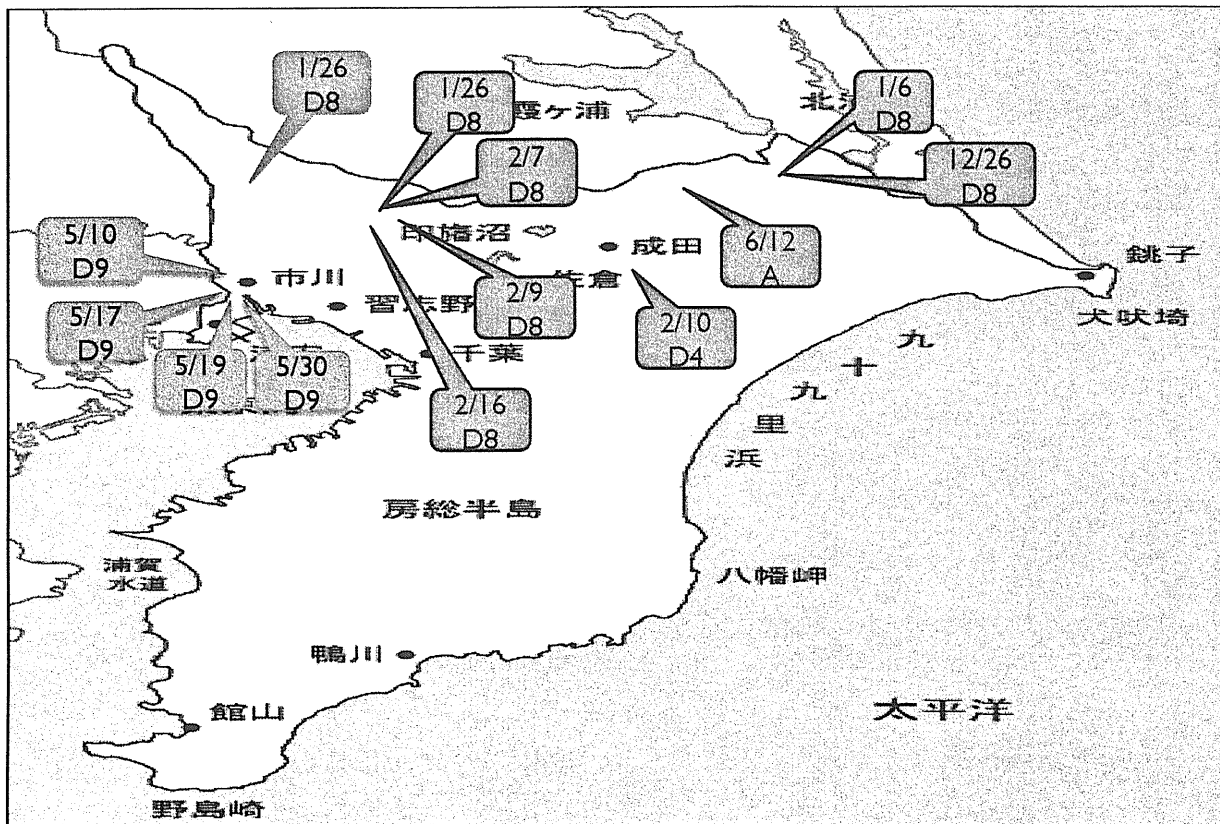 1/26
D8
1/26
D8
霞ヶ浦
1/6
D8
北
2/7
D8
12/26
D8
5/10
D9
印旛沼
成田
6/12
A
銚子
市川
佐倉
5/17
D9
習志野
2/9
D8
2/10
D4
犬吠埼
千葉
5/19
D9
5/30
D9
2/16
D8
九
十
九
里
浜
房総半島
浦賀
水道
八幡岬
鴨川
館山
太平洋
野島崎